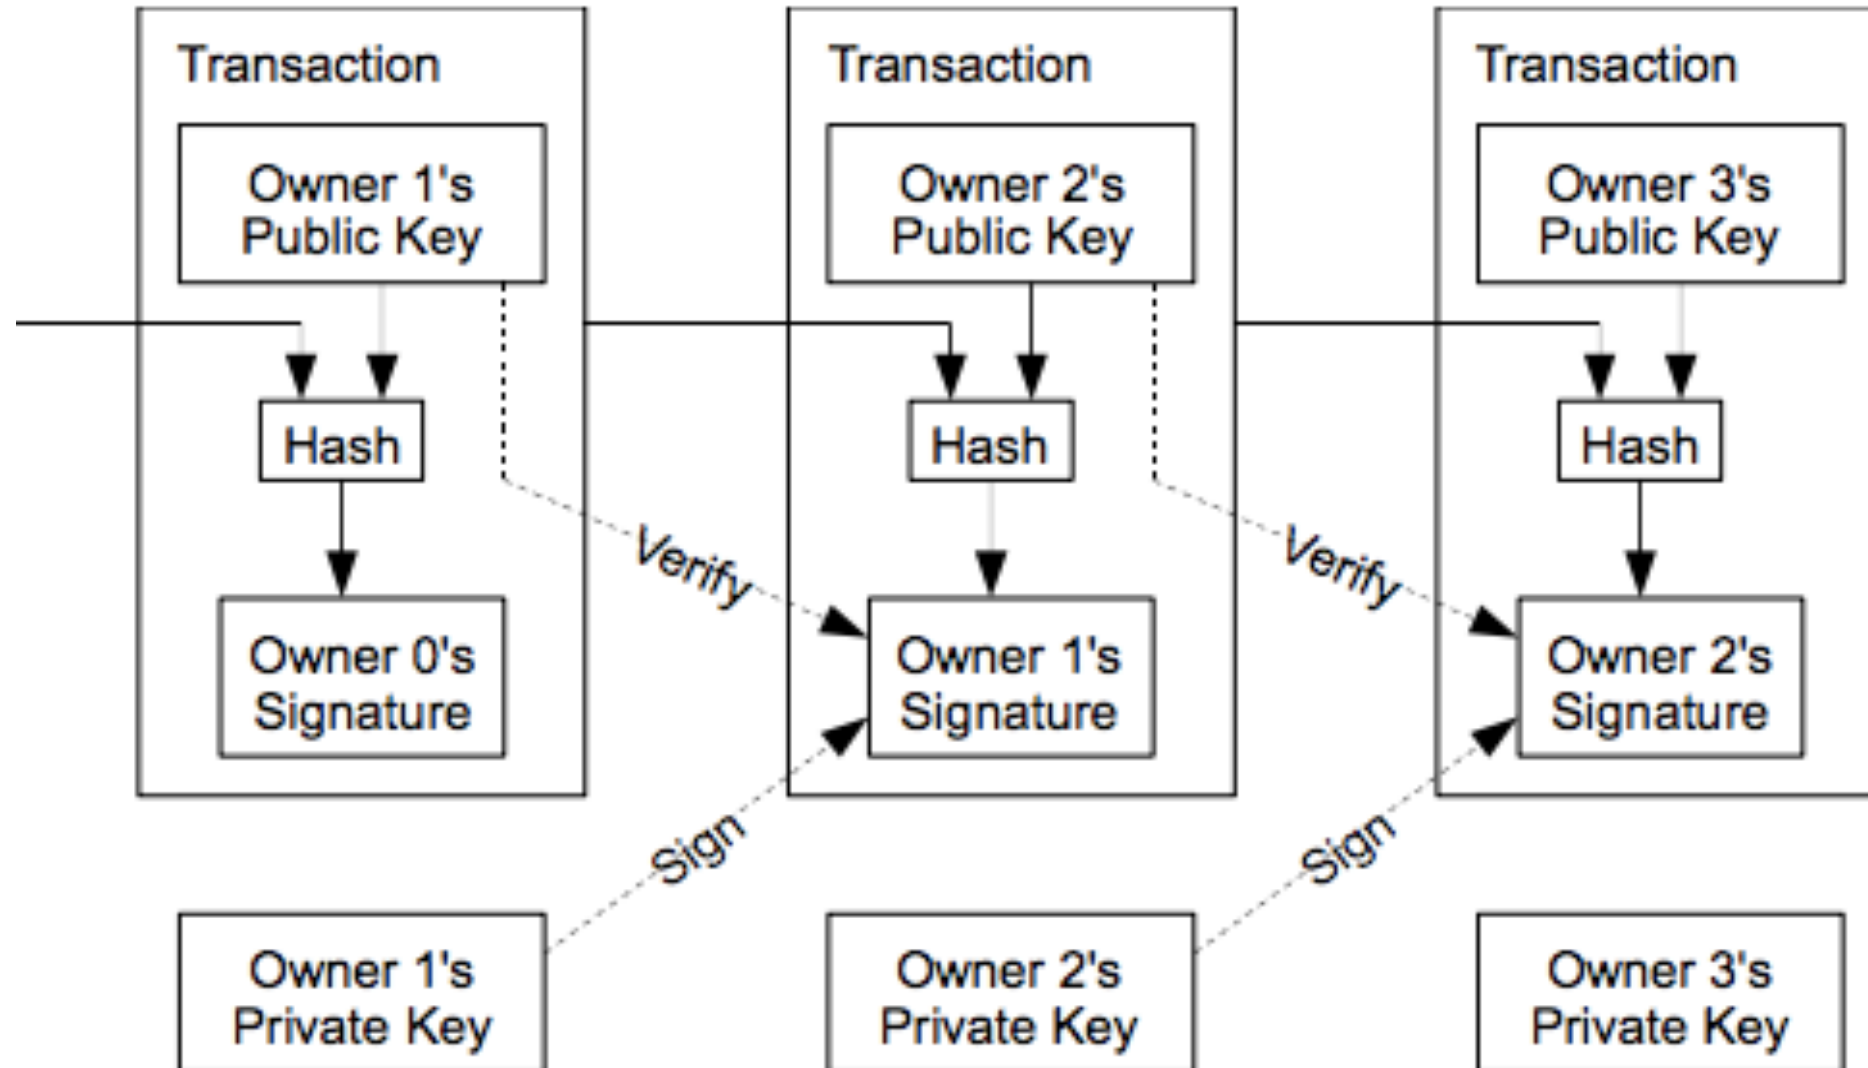 Transaction
Transaction
Transaction
Owner 1's
Public Key
Owner 2's
Public Key
Owner 3's
Public Key
Hash
Hash
Hash
Verify
Verify
Owner 0's
Signature
Owner 1's
Signature
Owner 2's
Signature
Sign
Sign
Owner 1's
Private Key
Owner 2's
Private Key
Owner 3's
Private Key